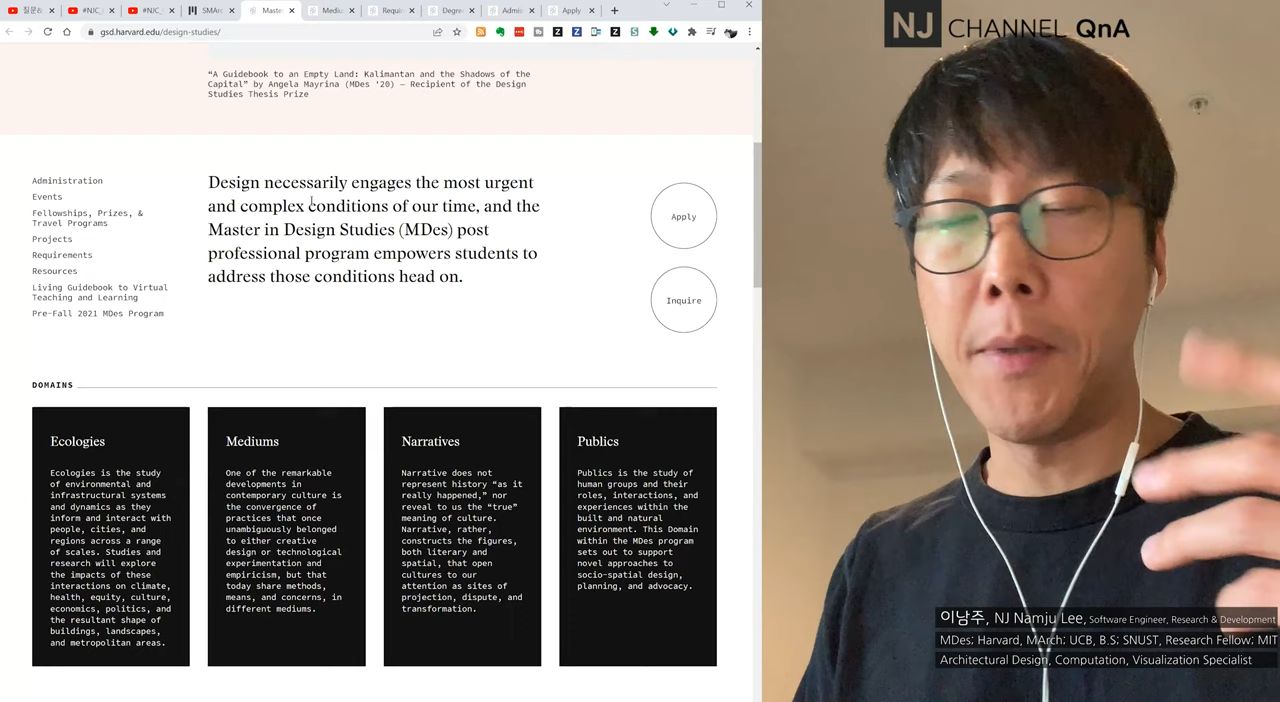 질문하
#NJC_
#NJC_
SMAr
Master
Mediu
Requir
Degre
Admis
Apply
gsd.harvard.edu/design-studies/
"A Guidebook to an Empty Land: Kalimantan and the Shadows of the
Capital" by Angela Mayrina (MDes '20) – Recipient of the Design
Studies Thesis Prize
Administration
Events
Fellowships, Prizes, &
Travel Programs
Projects
Requirements
Resources
Living Guidebook to Virtual
Teaching and Learning
Pre-Fall 2021 MDes Program
Design necessarily engages the most urgent
and complex conditions of our time, and the
Master in Design Studies (MDes) post
professional program empowers students to
address those conditions head on.
Apply
Inquire
DOMAINS
Ecologies
Ecologies is the study
of environmental and
infrastructural systems
and dynamics as they
inform and interact with
people, cities, and
regions across a range
of scales. Studies and
research will explore
the impacts of these
interactions on climate,
health, equity, culture,
economics, politics, and
the resultant shape of
buildings, landscapes,
and metropolitan areas.
Mediums
One of the remarkable
developments in
contemporary culture is
the convergence of
practices that once
unambiguously belonged
to either creative
design or technological
experimentation and
empiricism, but that
today share methods,
means, and concerns, in
different mediums.
Narratives
Narrative does not
represent history "as it
really happened," nor
reveal to us the "true"
meaning of culture.
Narrative, rather,
constructs the figures,
both literary and
spatial, that open
cultures to our
attention as sites of
projection, dispute, and
transformation.
Publics
Publics is the study of
human groups and their
roles, interactions, and
experiences within the
built and natural
environment. This Domain
within the MDes program
sets out to support
novel approaches to
socio-spatial design,
planning, and advocacy.
NJ CHANNEL QnA
이남주, NJ Namju Lee, Software Engineer, Research & Development
MDes; Harvard, MArch; UCB, B.S; SNUST, Research Fellow; MIT
Architectural Design, Computation, Visualization Specialist